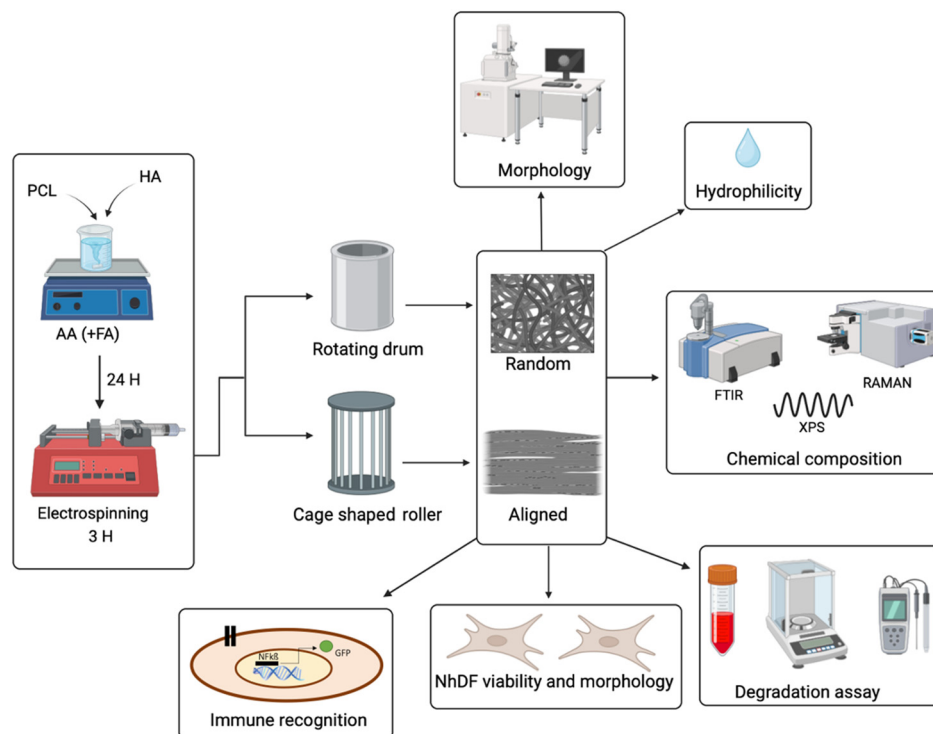 Morphology
Hydrophilicity
PCL
HA
AA (+FA)
24 H
Electrospinning
3 H
Rotating drum
Cage shaped roller
Random
Aligned
FTIR
RAMAN
XPS
Chemical composition
NFkß
GFP
Immune recognition
NhDF viability and morphology
Degradation assay